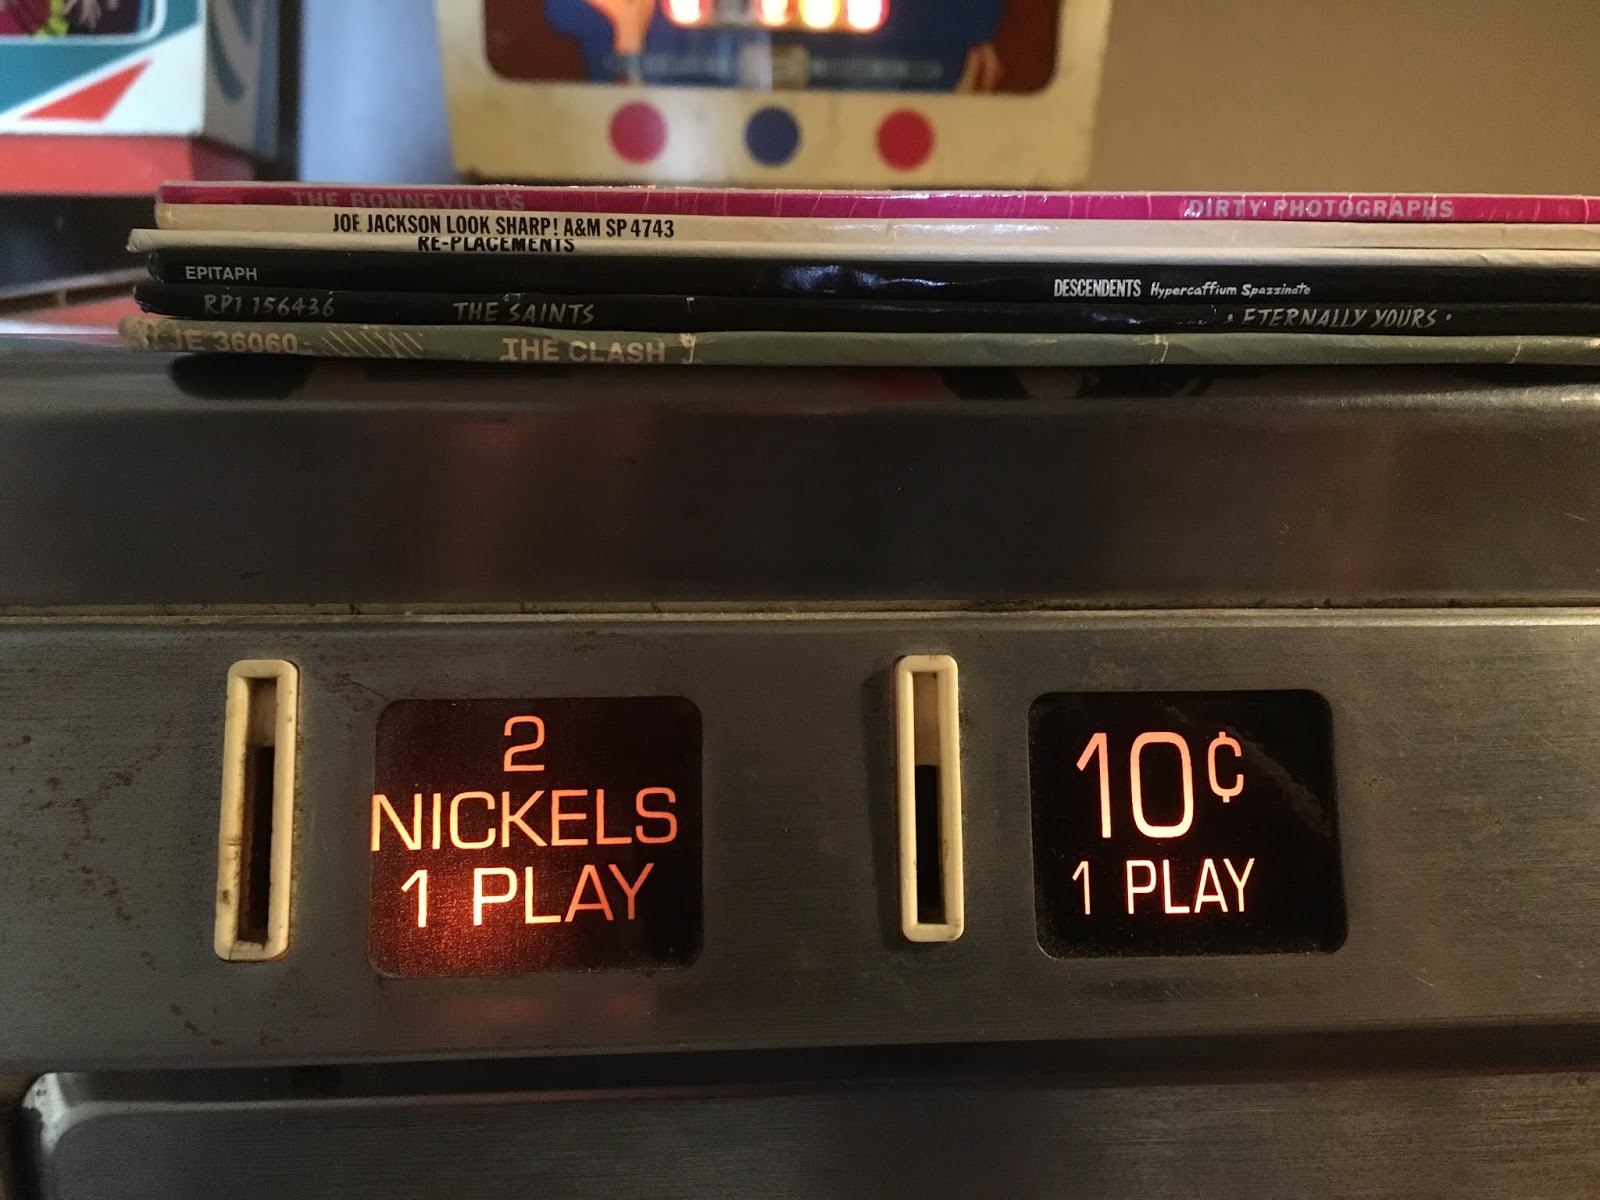 THE BONNEVILLES DIRTY PHOTOGRAPHS
JOE JACKSON LOOK SHARP! A&M SP 4743
RE-PLACEMENTS
EPITAPH DESCENDENTS Hypercaffium Spazzinate
RP1 156436 THE SAINTS • ETERNALLY YOURS •
JE 36060 THE CLASH
2
NICKELS
1 PLAY
10¢
1 PLAY